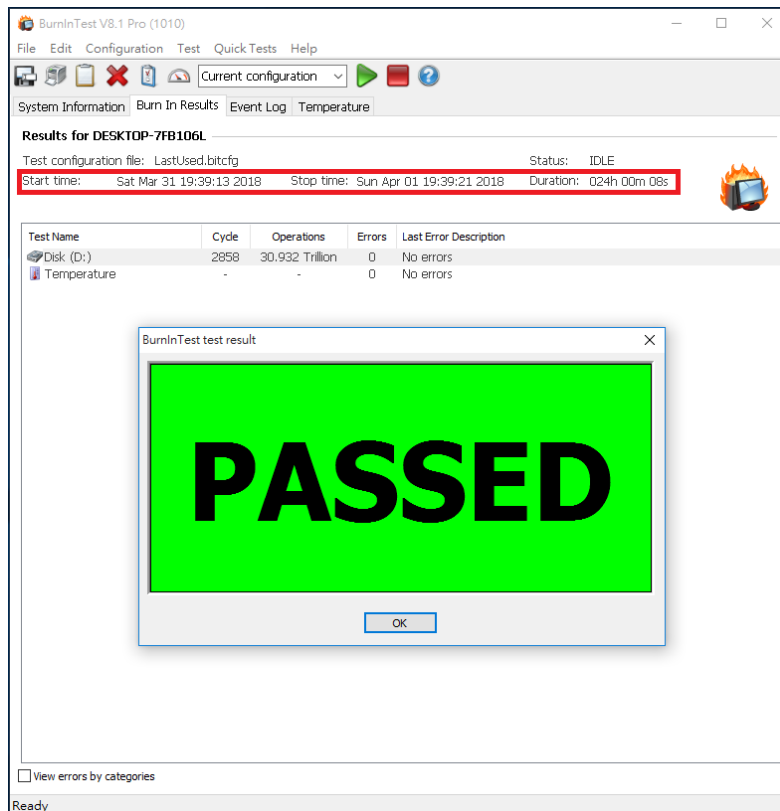 BurnInTest V8.1 Pro (1010)
File Edit Configuration Test Quick Tests Help
Current configuration
System Information Burn In Results Event Log Temperature
Results for DESKTOP-7FB106L
Test configuration file: LastUsed.bitcfg Status: IDLE
Start time: Sat Mar 31 19:39:13 2018 Stop time: Sun Apr 01 19:39:21 2018 Duration: 024h 00m 08s
Test Name Cycle Operations Errors Last Error Description
Disk (D:) 2858 30.932 Trillion 0 No errors
Temperature - - 0 No errors
BurnInTest test result
PASSED
OK
View errors by categories
Ready